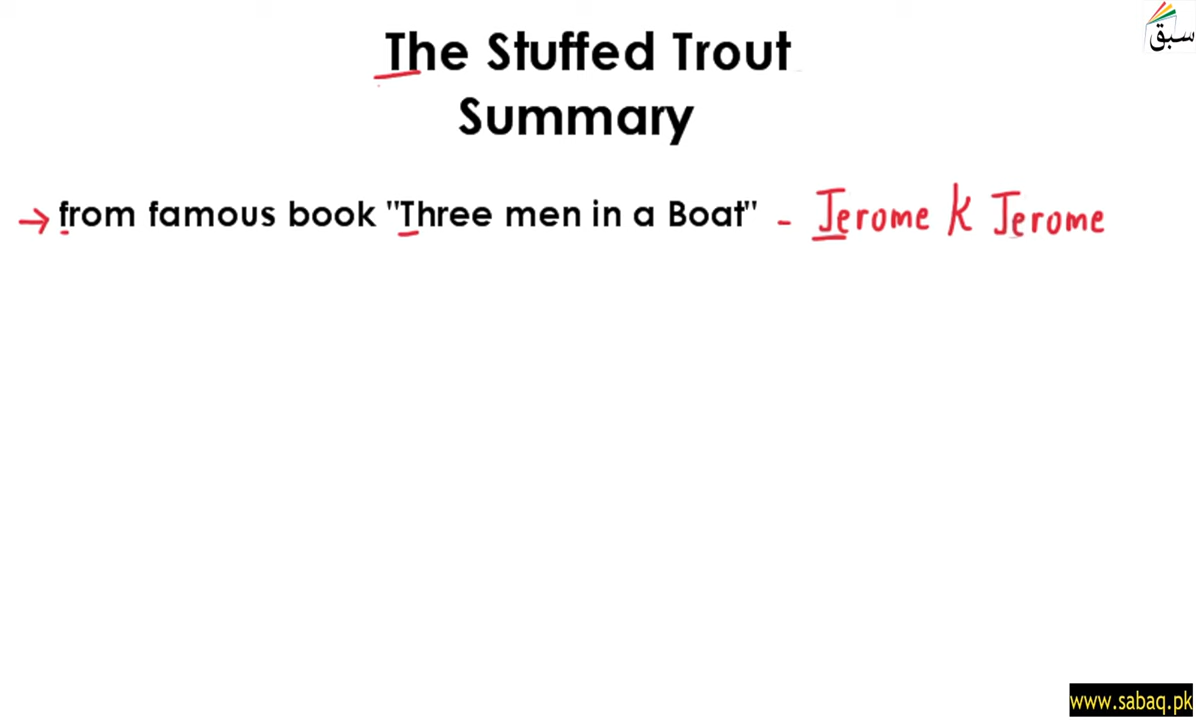 سبق
The Stuffed Trout
Summary
→ from famous book "Three men in a Boat" - Jerome K Jerome
www.sabaq.pk